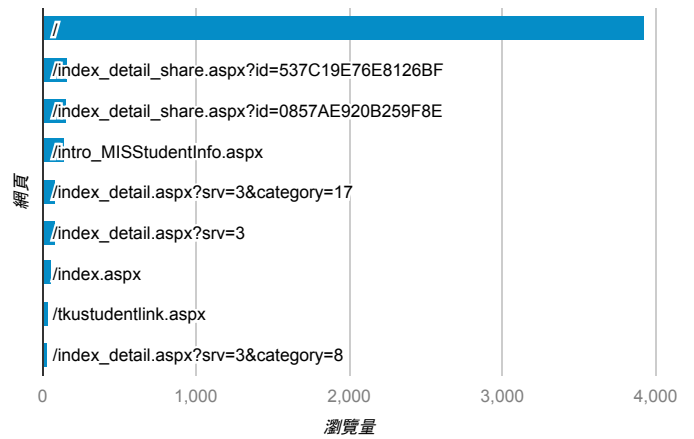 /
/index_detail_share.aspx?id=537C19E76E8126BF
/index_detail_share.aspx?id=0857AE920B259F8E
/intro_MISStudentInfo.aspx
/index_detail.aspx?srv=3&category=17
/index_detail.aspx?srv=3
/index.aspx
/tkustudentlink.aspx
/index_detail.aspx?srv=3&category=8
網頁
0 1,000 2,000 3,000 4,000
瀏覽量